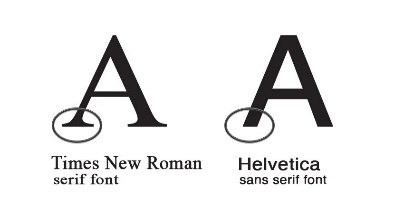 A A
Times New Roman Helvetica
serif font sans serif font